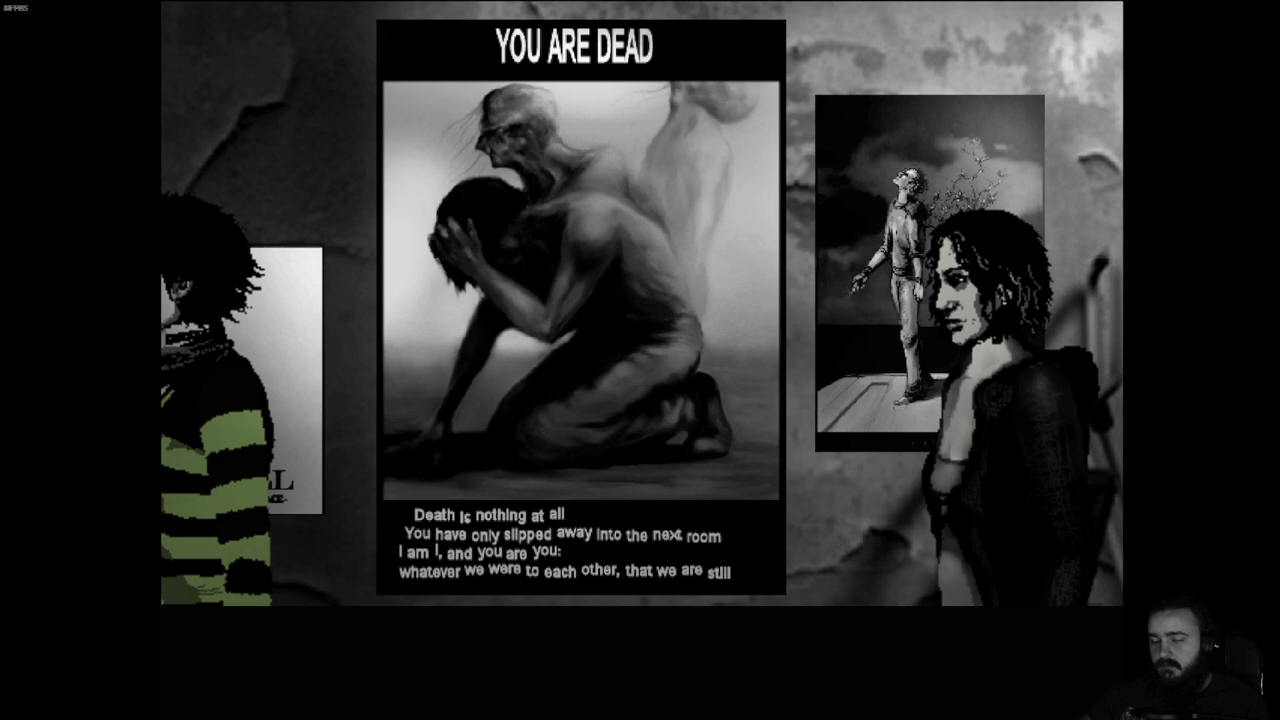 YOU ARE DEAD
Death is nothing at all
You have only slipped away into the next room
I am I, and you are you:
whatever we were to each other, that we are still